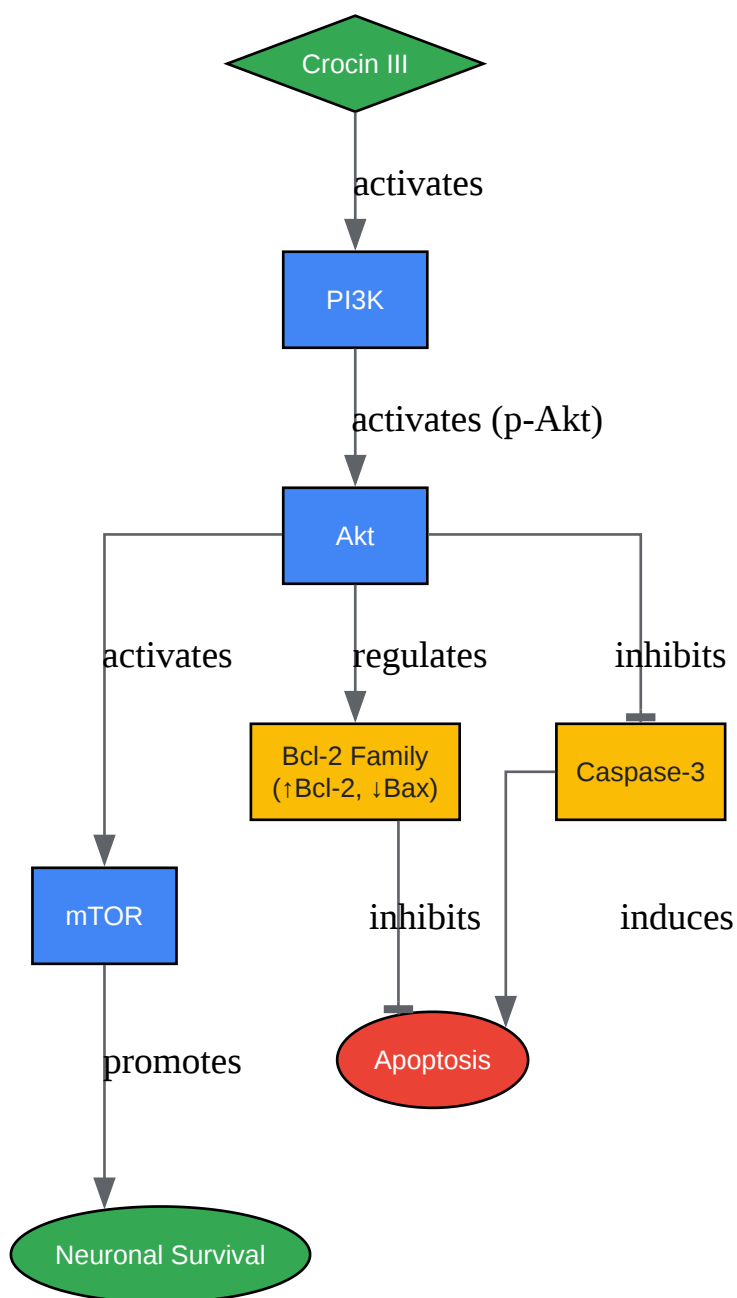 Crocin III
activates
PI3K
activates (p-Akt)
Akt
activates
regulates
inhibits
Bcl-2 Family
(↑Bcl-2, ↓Bax)
Caspase-3
mTOR
inhibits
induces
Apoptosis
promotes
Neuronal Survival